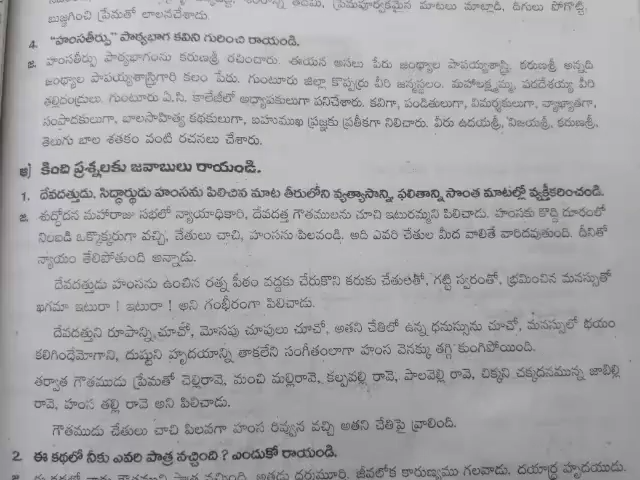 బుజ్జగించి ప్రేమతో లాలనచేశాడు.
4. "హంసతీర్పు" పాఠ్యభాగ కవిని గురించి రాయండి.
జ. హంసతీర్పు పాఠ్యభాగంను కరుణశ్రీ రచించారు. ఈయన అసలు పేరు జంధ్యాల పాపయ్యశాస్త్రి. కరుణశ్రీ అన్నది
జంధ్యాల పాపయ్యశాస్త్రిగారి కలం పేరు. గుంటూరు జిల్లా కొప్పర్రు వీరి జన్మస్థలం. మహాలక్ష్మమ్మ, పరదేశయ్య వీరి
తల్లిదండ్రులు. గుంటూరు ఏ.సి. కాలేజీలో అధ్యాపకులుగా పనిచేశారు. కవిగా, పండితులుగా, విమర్శకులుగా, వ్యాఖ్యాతగా,
సంపాదకులుగా, బాలసాహిత్య కథకులుగా, బహుముఖ ప్రజ్ఞకు ప్రతీకగా నిలిచారు. వీరు ఉదయశ్రీ, విజయశ్రీ, కరుణశ్రీ,
తెలుగు బాల శతకం వంటి రచనలు చేశారు.
ఆ) కింది ప్రశ్నలకు జవాబులు రాయండి.
1. దేవదత్తుడు, సిద్ధార్థుడు హంసను పిలిచిన మాట తీరులోని వ్యత్యాసాన్ని, ఫలితాన్ని సొంత మాటల్లో వ్యక్తీకరించండి.
జ. శుద్ధోదన మహారాజు సభలో న్యాయాధికారి, దేవదత్త గౌతములను చూచి ఇటురమ్మని పిలిచాడు. హంసకు కొద్ది దూరంలో
నిలబడి ఒక్కొక్కరుగా వచ్చి, చేతులు చాచి, హంసను పిలవండి. అది ఎవరి చేతుల మీద వాలితే వారిదవుతుంది. దీనితో
న్యాయం తేలిపోతుంది అన్నాడు.
దేవదత్తుడు హంసను ఉంచిన రత్న పీఠం వద్దకు చేరుకొని కరుకు చేతులతో, గట్టి స్వరంతో, భ్రమించిన మనస్సుతో
ఖగమా ఇటురా ! ఇటురా ! అని గంభీరంగా పిలిచాడు.
దేవదత్తుని రూపాన్ని చూచో, మోసపు చూపులు చూచో, అతని చేతిలో ఉన్న ధనుస్సును చూచో, మనస్సులో భయం
కలిగిందేమోగాని, దుష్టుని హృదయాన్ని తాకలేని సంగీతంలాగా హంస వెనక్కు తగ్గి కుంగిపోయింది.
తర్వాత గౌతముడు ప్రేమతో చెల్లిరావె, మంచి మల్లిరావె, కల్పవల్లి రావె, పాలవెల్లి రావె, చిక్కని చక్కదనమున్న జాబిల్లి
రావె, హంస తల్లి రావె అని పిలిచాడు.
గౌతముడు చేతులు చాచి పిలవగా హంస రివ్వున వచ్చి అతని చేతిపై వ్రాలింది.
2. ఈ కథలో నీకు ఎవరి పాత్ర నచ్చింది ? ఎందుకో రాయండి.